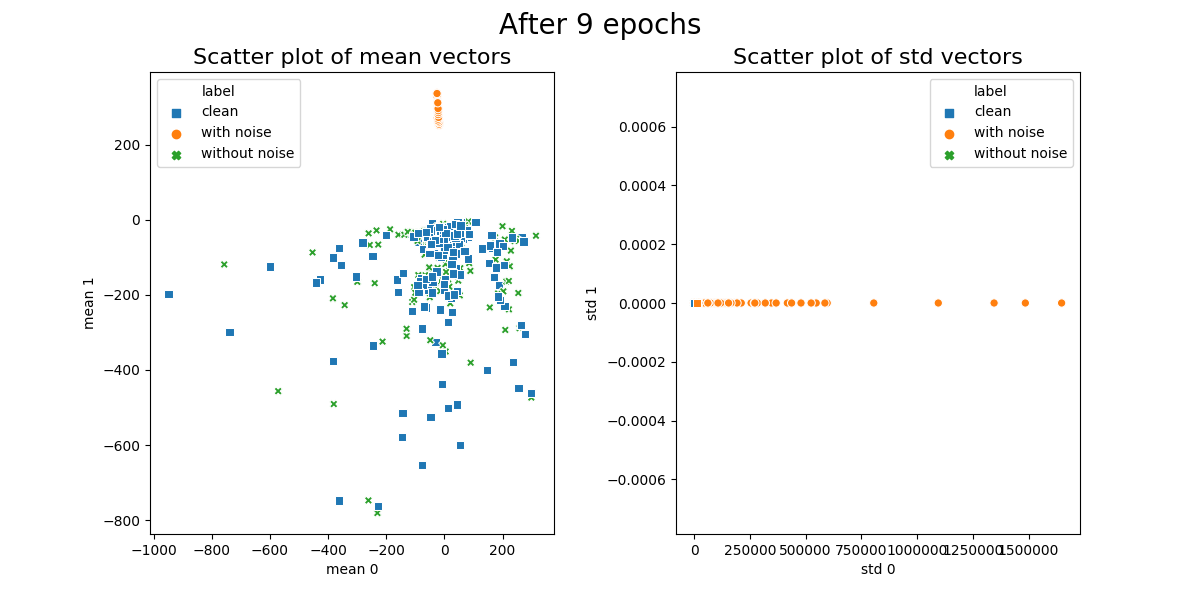 After 9 epochs
Scatter plot of mean vectors
label
clean
with noise
without noise
200
0
−200
−400
−600
−800
mean 1
−1000
−800
−600
−400
−200
0
200
mean 0
Scatter plot of std vectors
label
clean
with noise
without noise
0.0006
0.0004
0.0002
0.0000
−0.0002
−0.0004
−0.0006
std 1
0
250000
500000
750000
1000000
1250000
1500000
std 0